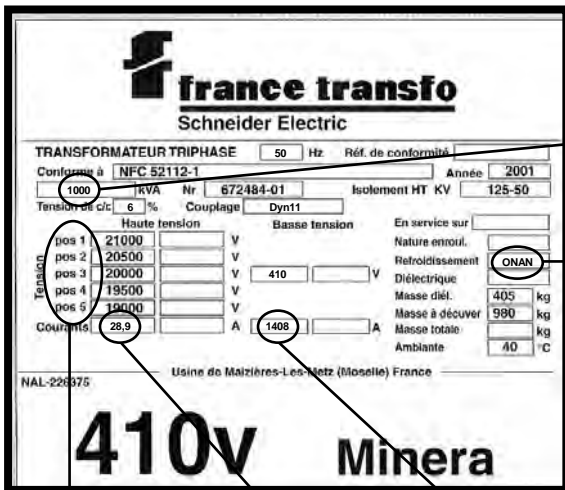 france transfo
Schneider Electric
TRANSFORMATEUR TRIPHASE 50 Hz Réf. de conformité
Conforme à NFC 52112-1 Année 2001
1000 kVA Nr 672484-01 Isolement HT KV 125-50
Tension de c/c 6 % Couplage Dyn11
Haute tension Basse tension En service sur
pos 1 21000 V Nature enroul.
pos 2 20500 V Refroidissement ONAN
Tension pos 3 20000 V 410 V Diélectrique
pos 4 19500 V Masse diél. 405 kg
pos 5 19000 V Masse à décuver 980 kg
Courants 28,9 A 1408 A Masse totale kg
Ambiante 40 °C
Usine de Maizières-Les-Metz (Moselle) France
NAL-226375
410v Minera